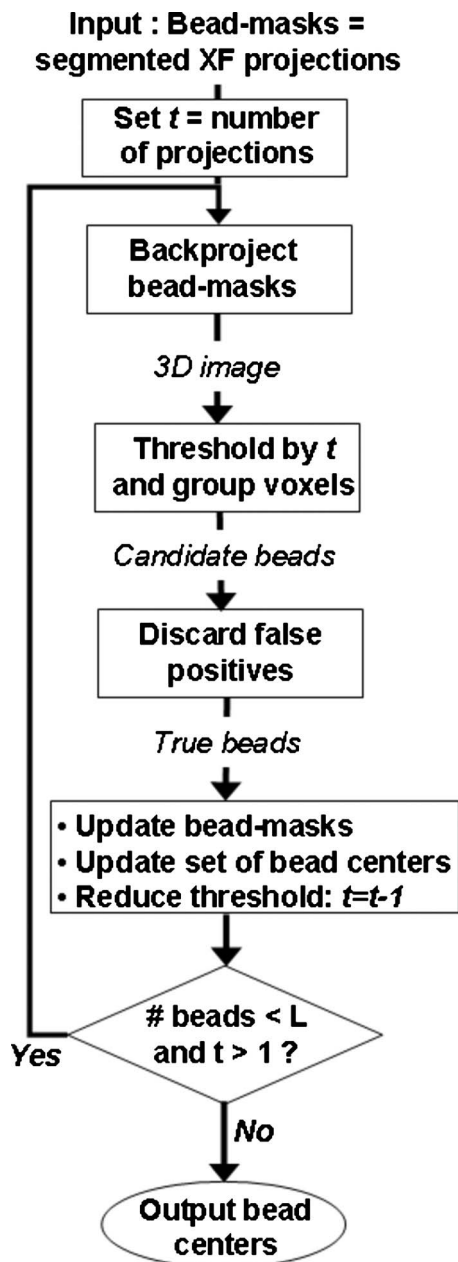 Input : Bead-masks =
segmented XF projections
Set t = number
of projections
Backproject
bead-masks
3D image
Threshold by t
and group voxels
Candidate beads
Discard false
positives
True beads
• Update bead-masks
• Update set of bead centers
• Reduce threshold: t=t-1
# beads < L
and t > 1 ?
Yes
No
Output bead
centers